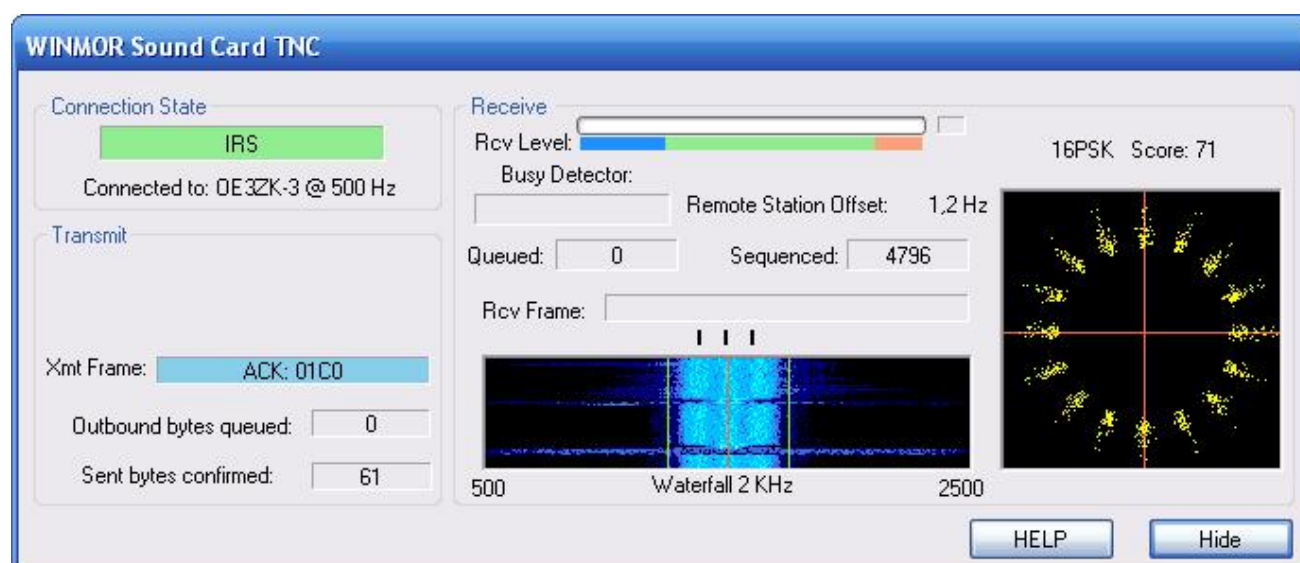 WINMOR Sound Card TNC
Connection State
IRS
Connected to: OE3ZK-3 @ 500 Hz
Transmit
Xmt Frame: ACK: 01C0
Outbound bytes queued: 0
Sent bytes confirmed: 61
Receive
Rcv Level:
Busy Detector:
Remote Station Offset: 1,2 Hz
Queued: 0 Sequenced: 4796
Rcv Frame:
500 Waterfall 2 KHz 2500
16PSK Score: 71
HELP Hide